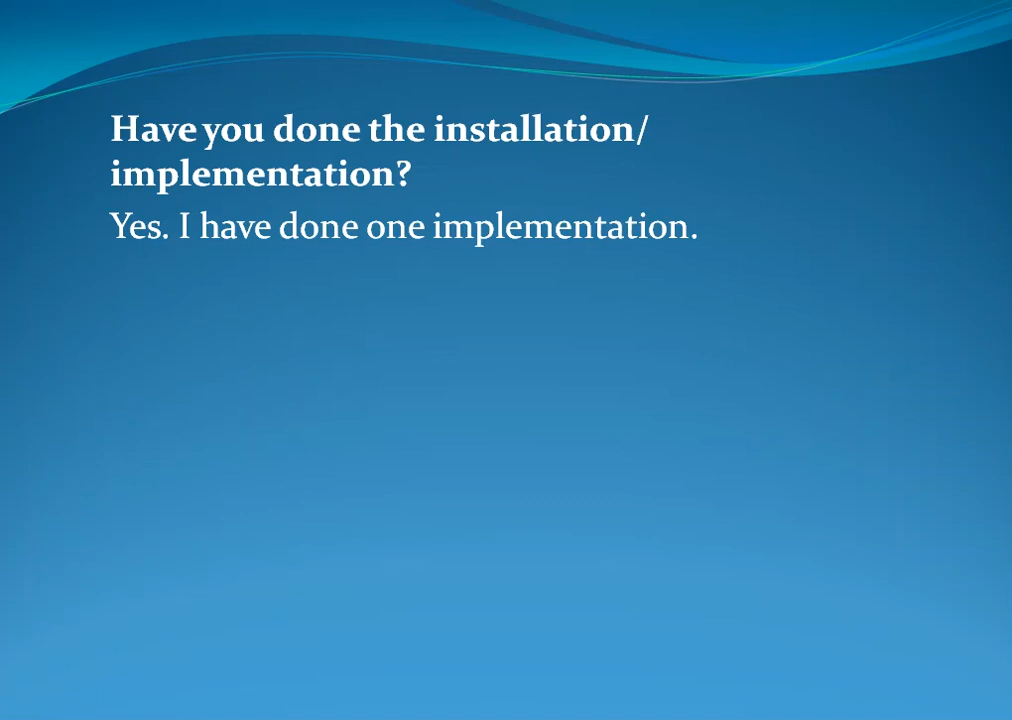 Have you done the installation/
implementation?
Yes. I have done one implementation.